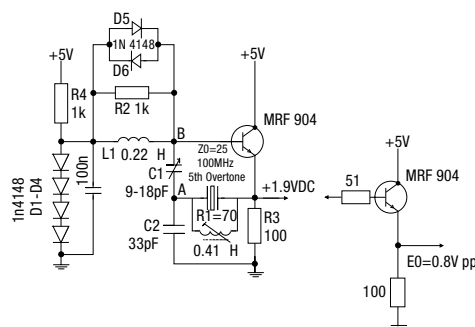 D5
1N 4148
D6
+5V
+5V
R4
1k
R2 1k
MRF 904
B
L1 0.22 H
Z0=25
100MHz
5th Overtone
C1
9-18pF
100n
1n4148
D1-D4
A
+1.9VDC
R1=70
R3
100
C2
33pF
0.41 H
+5V
MRF 904
51
E0=0.8V pp
100